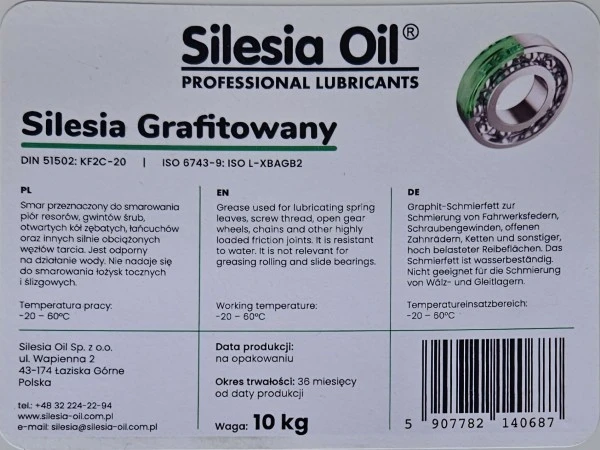 Silesia Oil®
PROFESSIONAL LUBRICANTS
Silesia Grafitowany
DIN 51502: KF2C-20 | ISO 6743-9: ISO L-XBAGB2
PL
Smar przeznaczony do smarowania
piór resorów, gwintów śrub,
otwartych kół zębatych, łańcuchów
oraz innych silnie obciążonych
węzłów tarcia. Jest odporny
na działanie wody. Nie nadaje się
do smarowania łożysk tocznych
i ślizgowych.
Temperatura pracy:
-20 – 60ºC
EN
Grease used for lubricating spring
leaves, screw thread, open gear
wheels, chains and other highly
loaded friction joints. It is resistant
to water. It is not relevant for
greasing rolling and slide bearings.
Working temperature:
-20 – 60ºC
DE
Graphit-Schmierfett zur
Schmierung von Fahrwerksfedern,
Schraubengewinden, offenen
Zahnrädern, Ketten und sonstiger,
hoch belasteter Reibeflächen. Das
Schmierfett ist wasserbeständig.
Nicht geeignet für die Schmierung
von Wälz- und Gleitlagern.
Temperatureinsatzbereich:
-20 – 60ºC
Silesia Oil Sp. z o.o.
ul. Wapienna 2
43-174 Łaziska Górne
Polska
tel.: +48 32 224-22-94
www.silesia-oil.com.pl
e-mail: silesia@silesia-oil.com.pl
Data produkcji:
na opakowaniu
Okres trwałości: 36 miesięcy
od daty produkcji
Waga: 10 kg
5 907782 140687